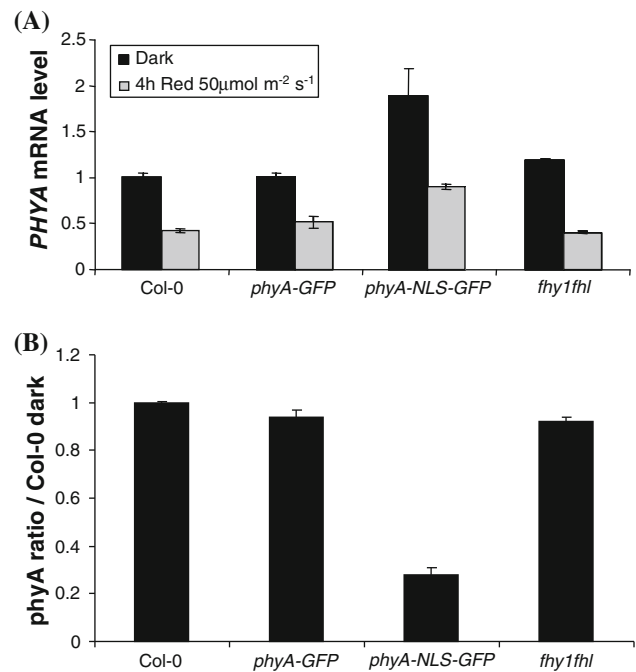 (A)
PHYA mRNA level
2.5
2
1.5
1
0.5
0
Dark
4h Red 50μmol m⁻² s⁻¹
Col-0
phyA-GFP
phyA-NLS-GFP
fhy1fhl
(B)
phyA ratio / Col-0 dark
1.2
1
0.8
0.6
0.4
0.2
0
Col-0
phyA-GFP
phyA-NLS-GFP
fhy1fhl